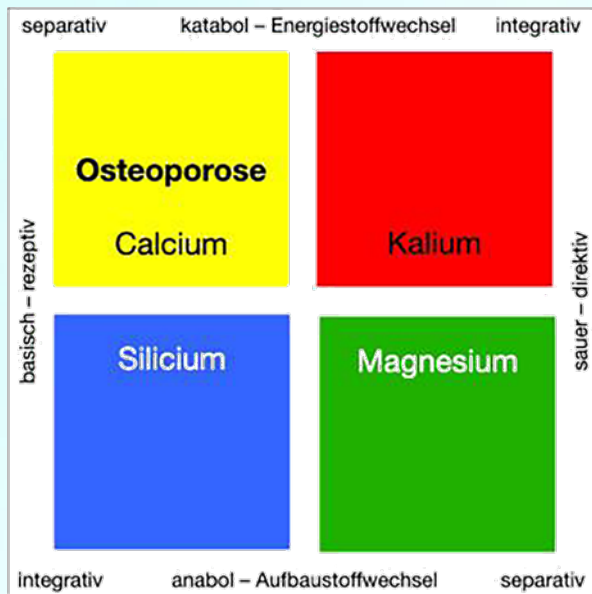 separativ katabol – Energiestoffwechsel integrativ
Osteoporose
Calcium Kalium
basisch – rezeptiv
sauer – direktiv
Silicium Magnesium
integrativ anabol – Aufbaustoffwechsel separativ